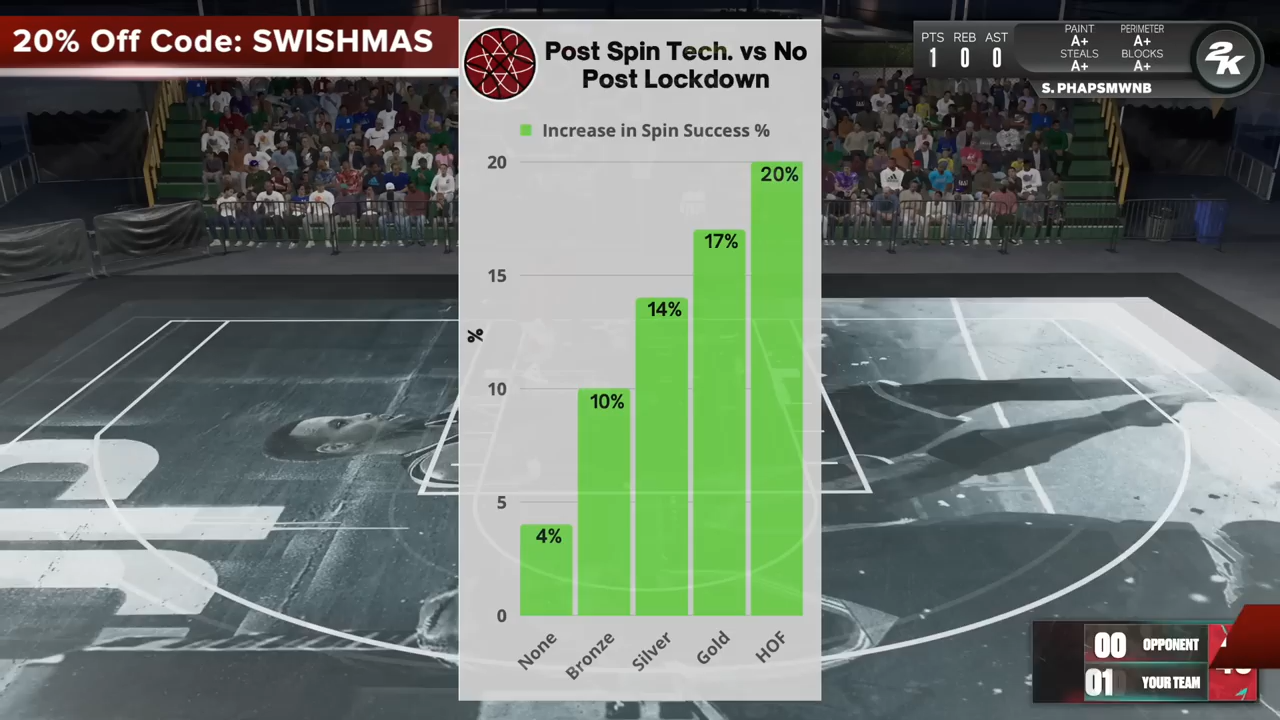 20% Off Code: SWISHMAS
Post Spin Tech. vs No
Post Lockdown
Increase in Spin Success %
20
15
10
5
0
%
4%
10%
14%
17%
20%
None
Bronze
Silver
Gold
HOF
PTS REB AST
1 0 0
PAINT PERIMETER
A+ A+
STEALS BLOCKS
A+ A+
2K
S. PHAPSMWNB
00 OPPONENT
01 YOUR TEAM